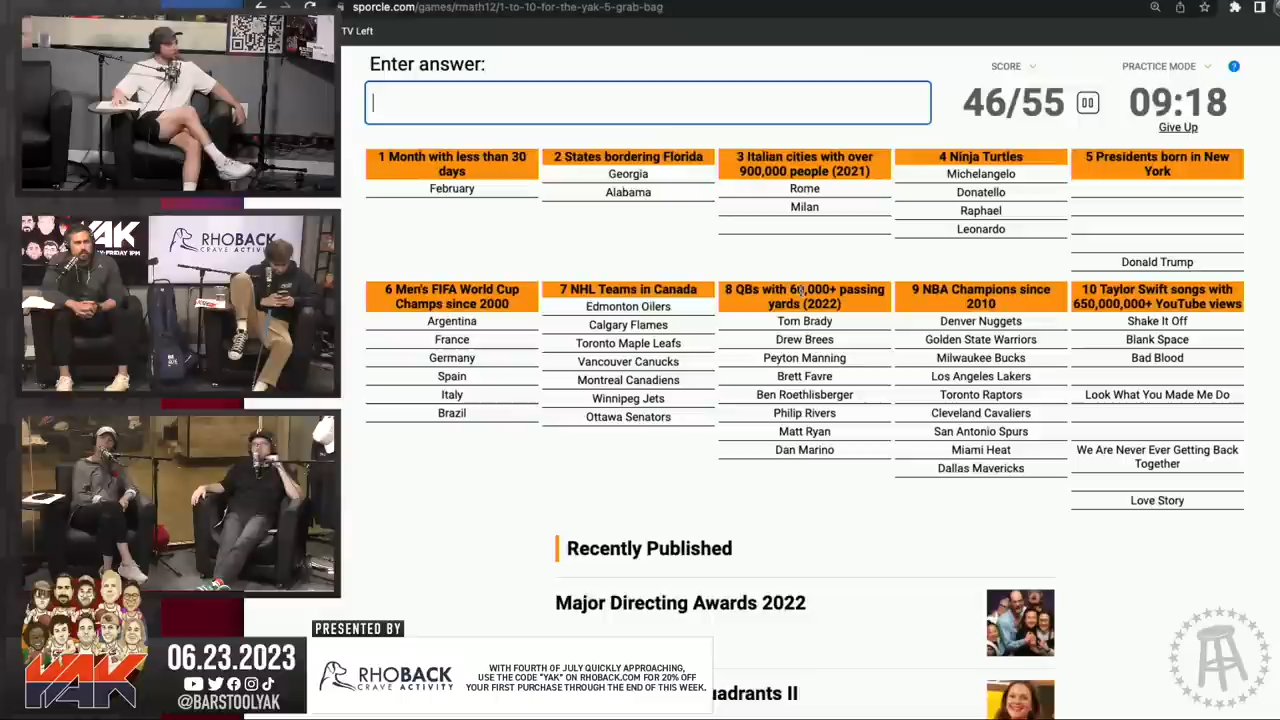 sporcle.com/games/rmath12/1-to-10-for-the-yak-5-grab-bag
TV Left
Enter answer:
SCORE
PRACTICE MODE
?
46/55
09:18
Give Up
1 Month with less than 30
days
February
2 States bordering Florida
Georgia
Alabama
3 Italian cities with over
900,000 people (2021)
Rome
Milan
4 Ninja Turtles
Michelangelo
Donatello
Raphael
Leonardo
5 Presidents born in New
York
Donald Trump
6 Men's FIFA World Cup
Champs since 2000
Argentina
France
Germany
Spain
Italy
Brazil
7 NHL Teams in Canada
Edmonton Oilers
Calgary Flames
Toronto Maple Leafs
Vancouver Canucks
Montreal Canadiens
Winnipeg Jets
Ottawa Senators
8 QBs with 60,000+ passing
yards (2022)
Tom Brady
Drew Brees
Peyton Manning
Brett Favre
Ben Roethlisberger
Philip Rivers
Matt Ryan
Dan Marino
9 NBA Champions since
2010
Denver Nuggets
Golden State Warriors
Milwaukee Bucks
Los Angeles Lakers
Toronto Raptors
Cleveland Cavaliers
San Antonio Spurs
Miami Heat
Dallas Mavericks
10 Taylor Swift songs with
650,000,000+ YouTube views
Shake It Off
Blank Space
Bad Blood
Look What You Made Me Do
We Are Never Ever Getting Back
Together
Love Story
Recently Published
Major Directing Awards 2022
uadrants II
RHOBACK
CRAVE ACTIV
YAK
06.23.2023
@BARSTOOLYAK
PRESENTED BY
RHOBACK
CRAVE ACTIVITY
WITH FOURTH OF JULY QUICKLY APPROACHING,
USE THE CODE "YAK" ON RHOBACK.COM FOR 20% OFF
YOUR FIRST PURCHASE THROUGH THE END OF THIS WEEK.